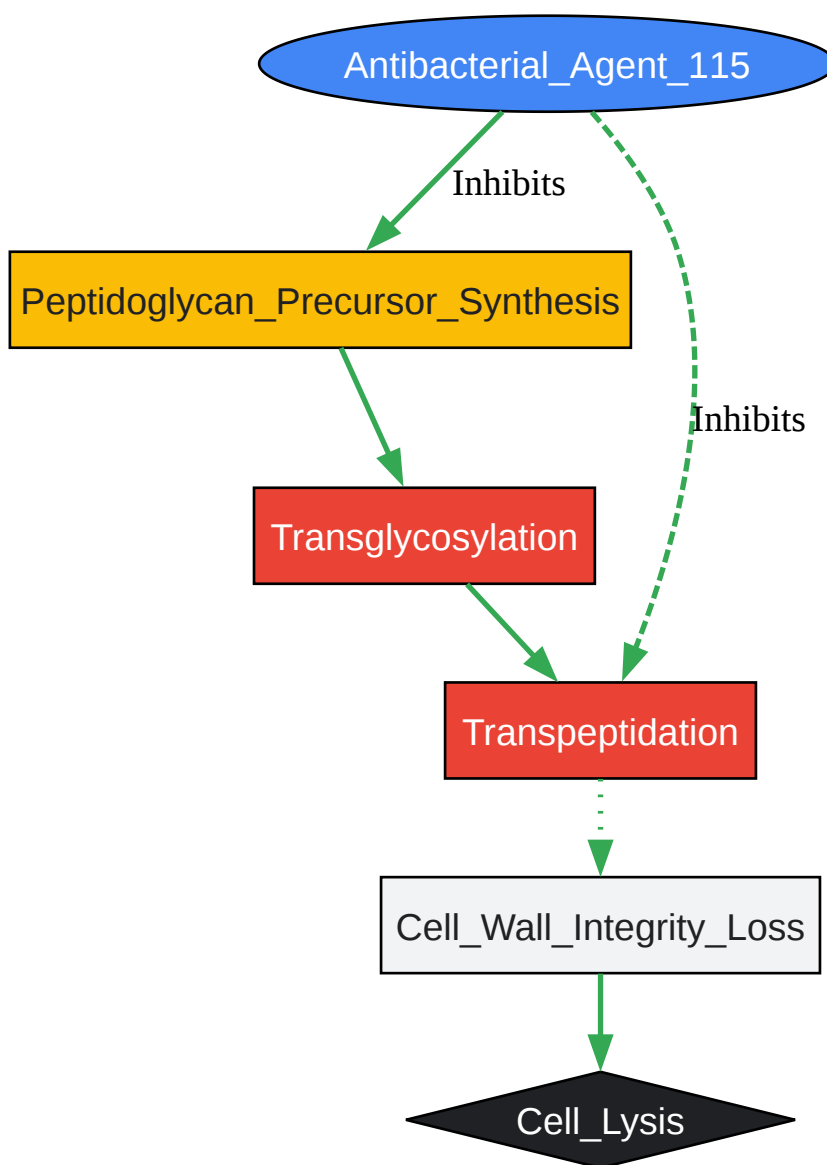 Antibacterial_Agent_115
Inhibits
Peptidoglycan_Precursor_Synthesis
Inhibits
Transglycosylation
Transpeptidation
Cell_Wall_Integrity_Loss
Cell_Lysis